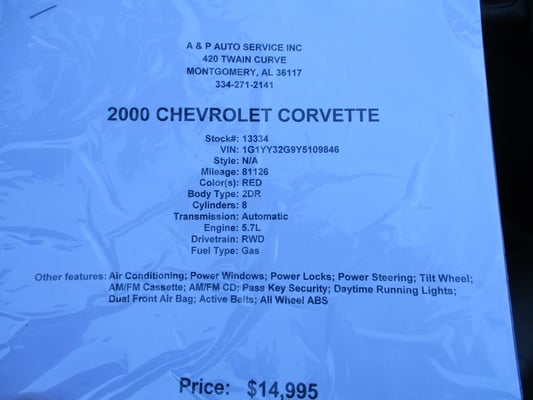 A & P AUTO SERVICE INC
420 TWAIN CURVE
MONTGOMERY, AL 36117
334-271-2141
2000 CHEVROLET CORVETTE
Stock#: 13334
VIN: 1G1YY32G9Y5109846
Style: N/A
Mileage: 81126
Color(s): RED
Body Type: 2DR
Cylinders: 8
Transmission: Automatic
Engine: 5.7L
Drivetrain: RWD
Fuel Type: Gas
Other features: Air Conditioning; Power Windows; Power Locks; Power Steering; Tilt Wheel;
AM/FM Cassette; AM/FM CD; Pass Key Security; Daytime Running Lights;
Dual Front Air Bag; Active Belts; All Wheel ABS
Price: $14,995